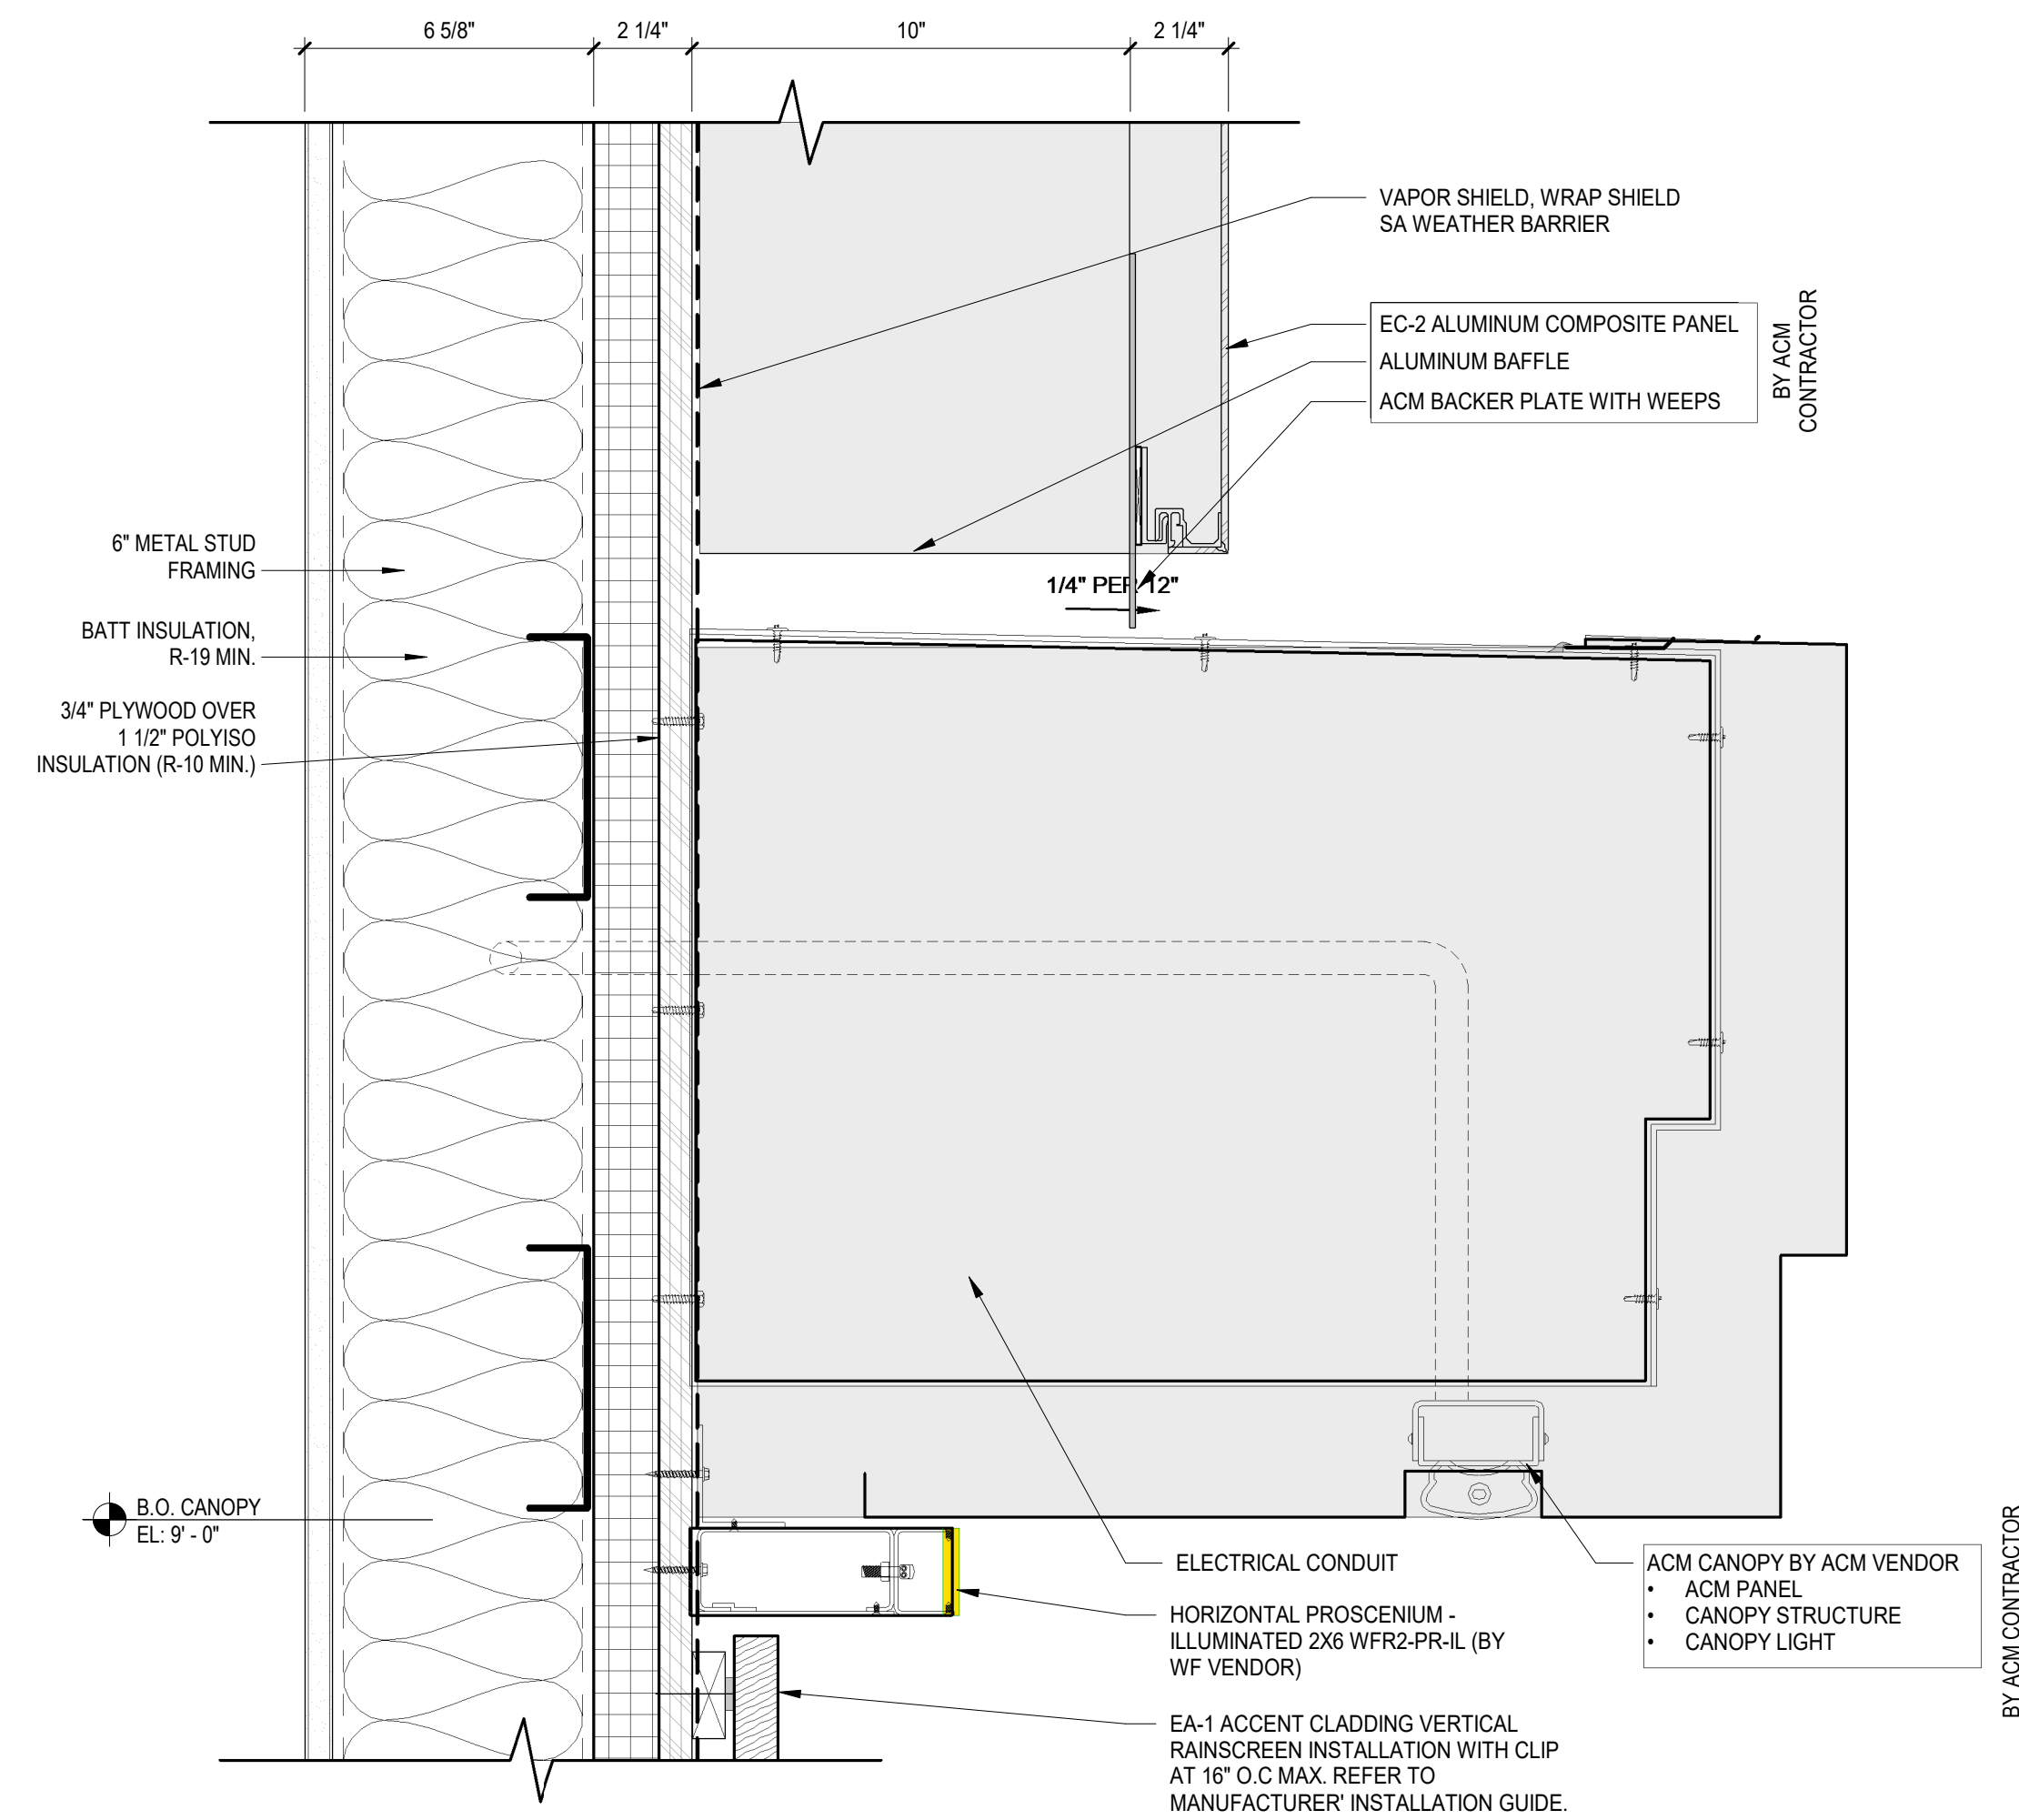 6 5/8"
2 1/4"
10"
2 1/4"
VAPOR SHIELD, WRAP SHIELD
SA WEATHER BARRIER
EC-2 ALUMINUM COMPOSITE PANEL
ALUMINUM BAFFLE
ACM BACKER PLATE WITH WEEPS
BY ACM
CONTRACTOR
6" METAL STUD
FRAMING
1/4" PER 12"
BATT INSULATION,
R-19 MIN.
3/4" PLYWOOD OVER
1 1/2" POLYISO
INSULATION (R-10 MIN.)
B.O. CANOPY
EL: 9' - 0"
ELECTRICAL CONDUIT
HORIZONTAL PROSCENIUM -
ILLUMINATED 2X6 WFR2-PR-IL (BY
WF VENDOR)
EA-1 ACCENT CLADDING VERTICAL
RAINSCREEN INSTALLATION WITH CLIP
AT 16" O.C MAX. REFER TO
MANUFACTURER' INSTALLATION GUIDE.
ACM CANOPY BY ACM VENDOR
• ACM PANEL
• CANOPY STRUCTURE
• CANOPY LIGHT
BY ACM CONTRACTOR